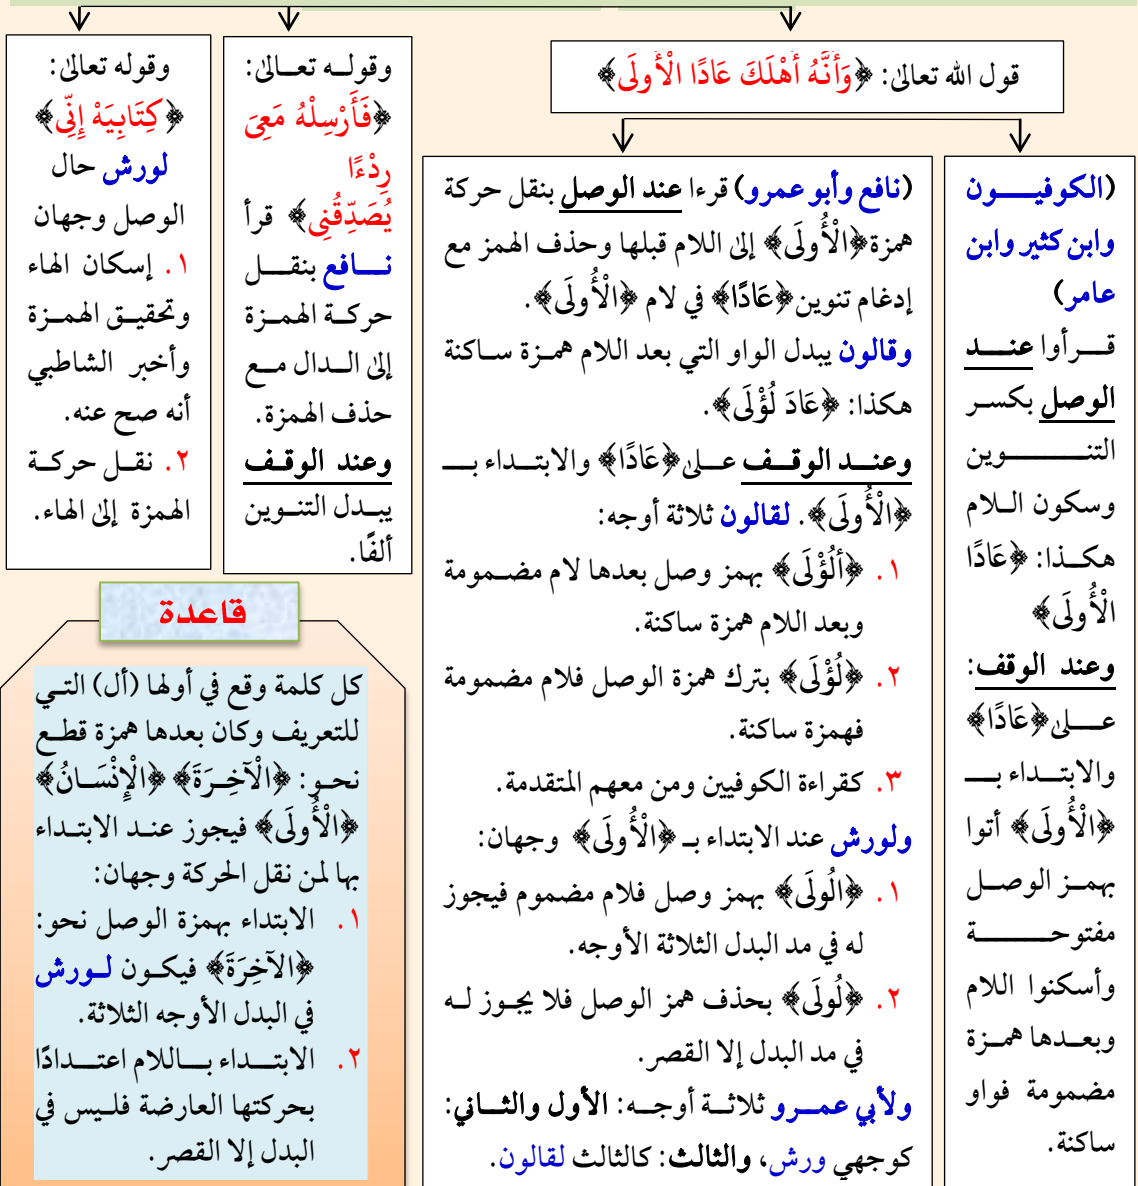 قول الله تعالىٰ: ﴿وَأَنَّهُ أَهْلَكَ عَادًا الْأُولَى﴾
(الكوفيون
وابن كثير وابن
عامر)
قرأوا عند
الوصل بكسر
التنوين
وسكون اللام
هكذا: ﴿عَادًا
الْأُولَى﴾
وعند الوقف:
علىٰ ﴿عَادًا﴾
والابتداء بـ
﴿الْأُولَى﴾ أتوا
بهمز الوصل
مفتوحة
وأسكنوا اللام
وبعدها همزة
مضمومة فواو
ساكنة.
(نافع وأبو عمرو) قرءا عند الوصل بنقل حركة
همزة ﴿الْأُولَى﴾ إلىٰ اللام قبلها وحذف الهمز مع
إدغام تنوين ﴿عَادًا﴾ في لام ﴿الْأُولَى﴾.
وقالون يبدل الواو التي بعد اللام همزة ساكنة
هكذا: ﴿عَادَ لُؤْلَى﴾.
وعند الوقف علىٰ ﴿عَادًا﴾ والابتداء بـ
﴿الْأُولَى﴾. لقالون ثلاثة أوجه:
١. ﴿أَلُؤْلَى﴾ بهمز وصل بعدها لام مضمومة
وبعد اللام همزة ساكنة.
٢. ﴿لُؤْلَى﴾ بترك همزة الوصل فلام مضمومة
فهمزة ساكنة.
٣. كقراءة الكوفيين ومن معهم المتقدمة.
ولورش عند الابتداء بـ ﴿الْأُولَى﴾ وجهان:
١. ﴿الُولَى﴾ بهمز وصل فلام مضموم فيجوز
له في مد البدل الثلاثة الأوجه.
٢. ﴿لُولَى﴾ بحذف همز الوصل فلا يجوز له
في مد البدل إلا القصر.
ولأبي عمرو ثلاثة أوجه: الأول والثاني:
كوجهي ورش، والثالث: كالثالث لقالون.
وقوله تعالىٰ:
﴿فَأَرْسِلْهُ مَعِىَ
رِدْءًا
يُصَدِّقُنِى﴾ قرأ
نافع بنقل
حركة الهمزة
إلىٰ الدال مع
حذف الهمزة.
وعند الوقف
يبدل التنوين
ألفًا.
وقوله تعالىٰ:
﴿كِتَابِيَهْ إِنِّى﴾
لورش حال
الوصل وجهان
١. إسكان الهاء
وتحقيق الهمزة
وأخبر الشاطبي
أنه صح عنه.
٢. نقل حركة
الهمزة إلىٰ الهاء.
قاعدة
كل كلمة وقع في أولها (أل) التي
للتعريف وكان بعدها همزة قطع
نحو: ﴿الْآخِرَةَ﴾ ﴿الْإِنْسَانُ﴾
﴿الْأُولَى﴾ فيجوز عند الابتداء
بها لمن نقل الحركة وجهان:
١. الابتداء بهمزة الوصل نحو:
﴿الآخِرَةَ﴾ فيكون لورش
في البدل الأوجه الثلاثة.
٢. الابتداء باللام اعتدادًا
بحركتها العارضة فليس في
البدل إلا القصر.